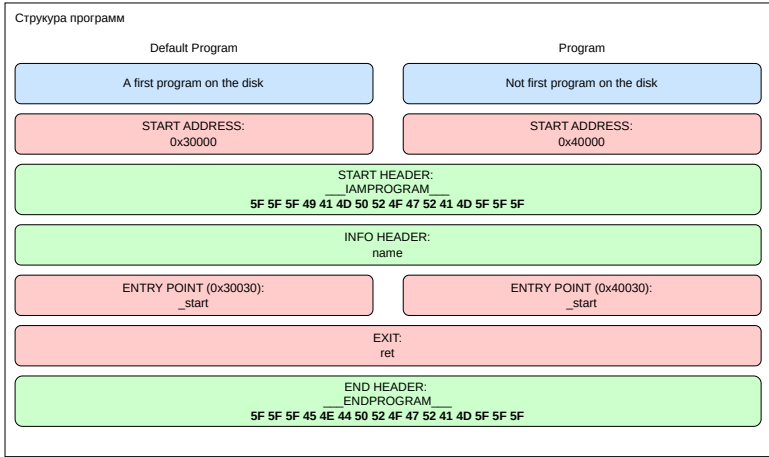 Струкура программ
Default Program
Program
A first program on the disk
Not first program on the disk
START ADDRESS:
0x30000
START ADDRESS:
0x40000
START HEADER:
___IAMPROGRAM___
5F 5F 5F 49 41 4D 50 52 4F 47 52 41 4D 5F 5F 5F
INFO HEADER:
name
ENTRY POINT (0x30030):
_start
ENTRY POINT (0x40030):
_start
EXIT:
ret
END HEADER:
___ENDPROGRAM___
5F 5F 5F 45 4E 44 50 52 4F 47 52 41 4D 5F 5F 5F